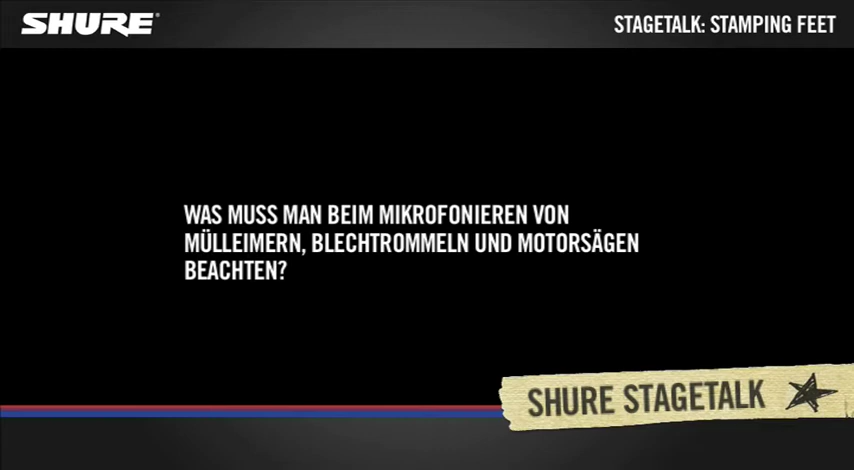 SHURE
STAGETALK: STAMPING FEET
WAS MUSS MAN BEIM MIKROFONIEREN VON
MÜLLEIMERN, BLECHTROMMELN UND MOTORSÄGEN
BEACHTEN?
SHURE STAGETALK